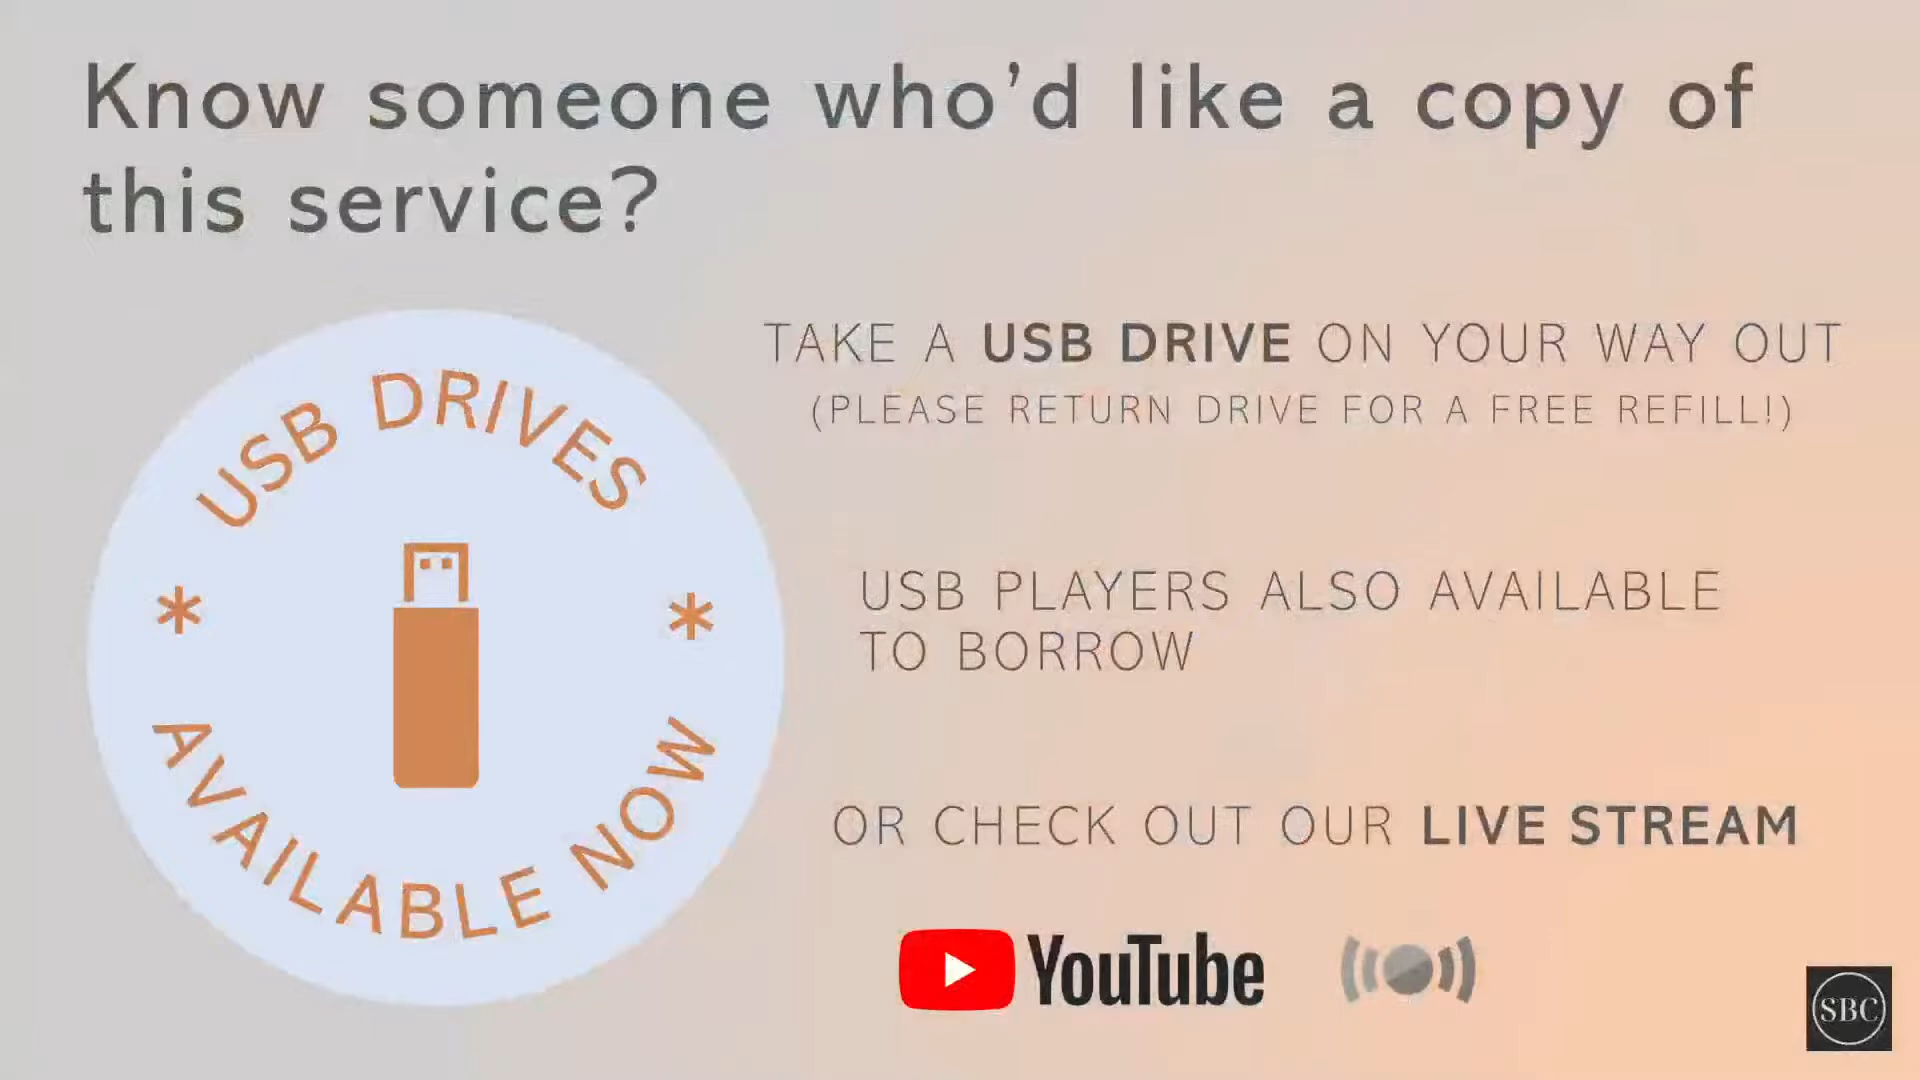 Know someone who'd like a copy of
this service?
USB DRIVES
* *
AVAILABLE NOW
TAKE A USB DRIVE ON YOUR WAY OUT
(PLEASE RETURN DRIVE FOR A FREE REFILL!)
USB PLAYERS ALSO AVAILABLE
TO BORROW
OR CHECK OUT OUR LIVE STREAM
YouTube
SBC